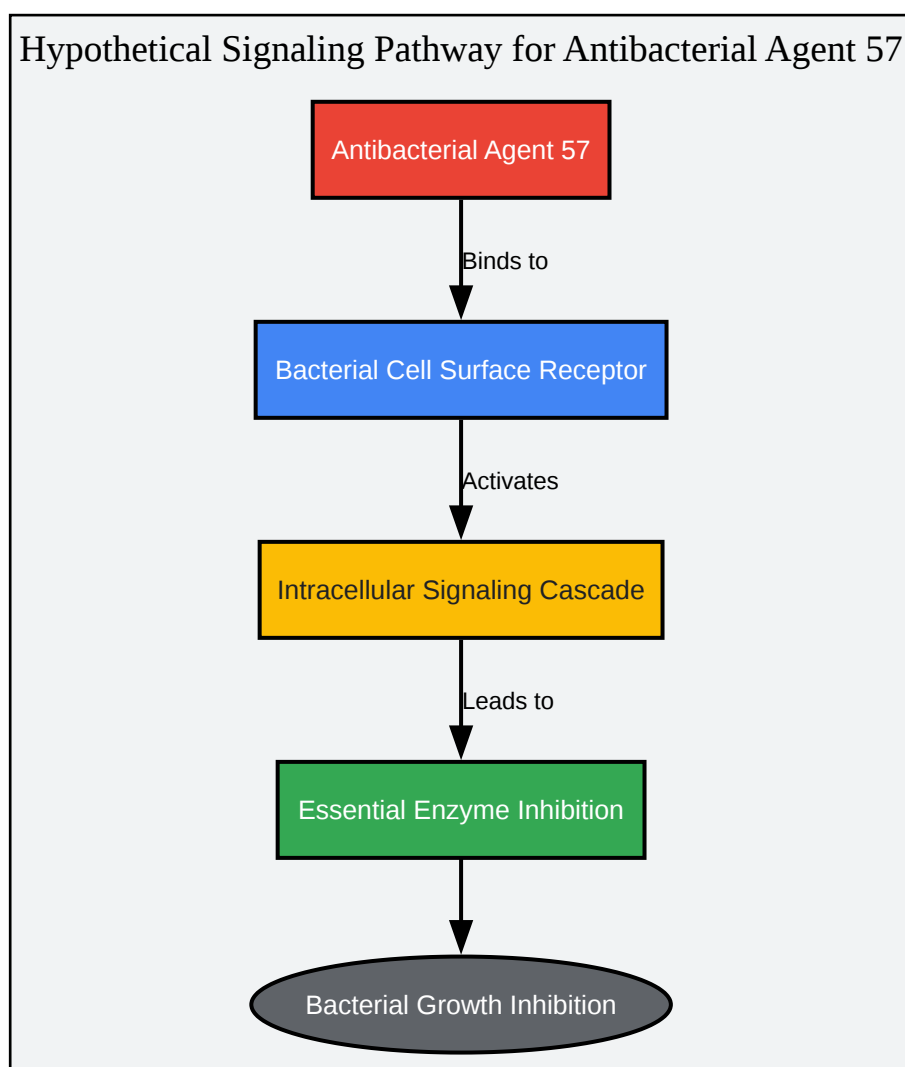 Hypothetical Signaling Pathway for Antibacterial Agent 57
Antibacterial Agent 57
Binds to
Bacterial Cell Surface Receptor
Activates
Intracellular Signaling Cascade
Leads to
Essential Enzyme Inhibition
Bacterial Growth Inhibition